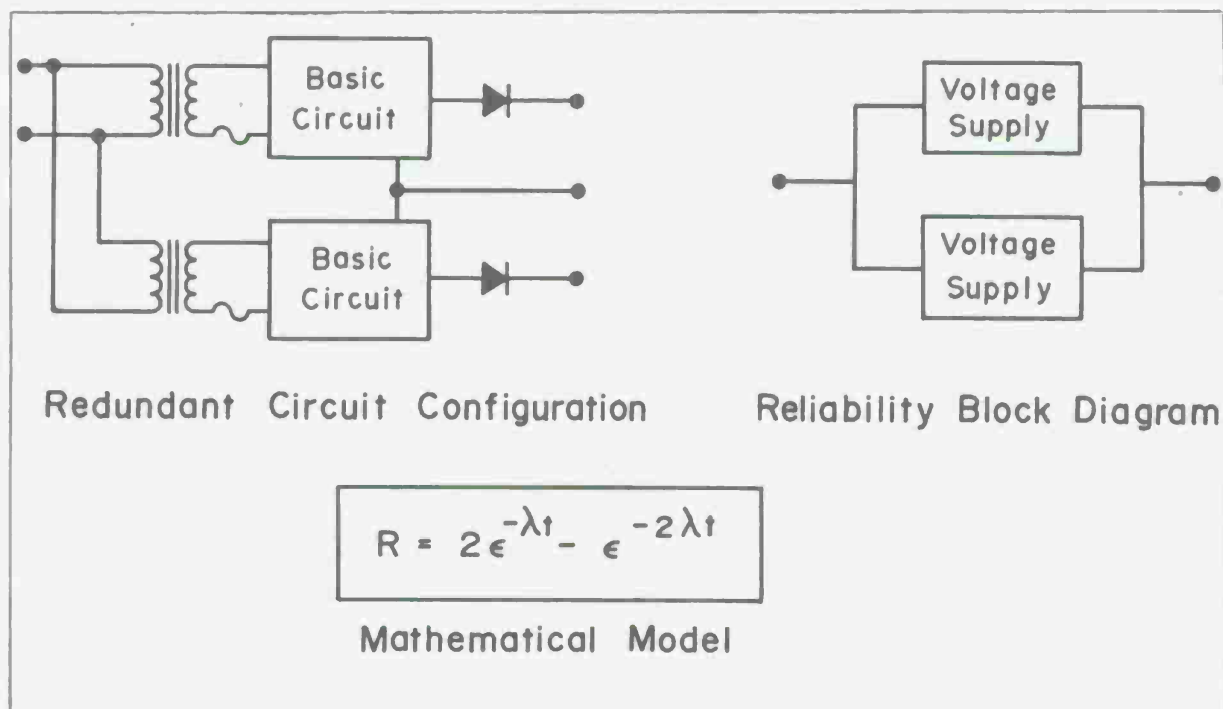 Basic
Circuit
Basic
Circuit
Voltage
Supply
Voltage
Supply
Redundant Circuit Configuration
Reliability Block Diagram
R = 2ϵ^{-λt} - ϵ^{-2λt}
Mathematical Model